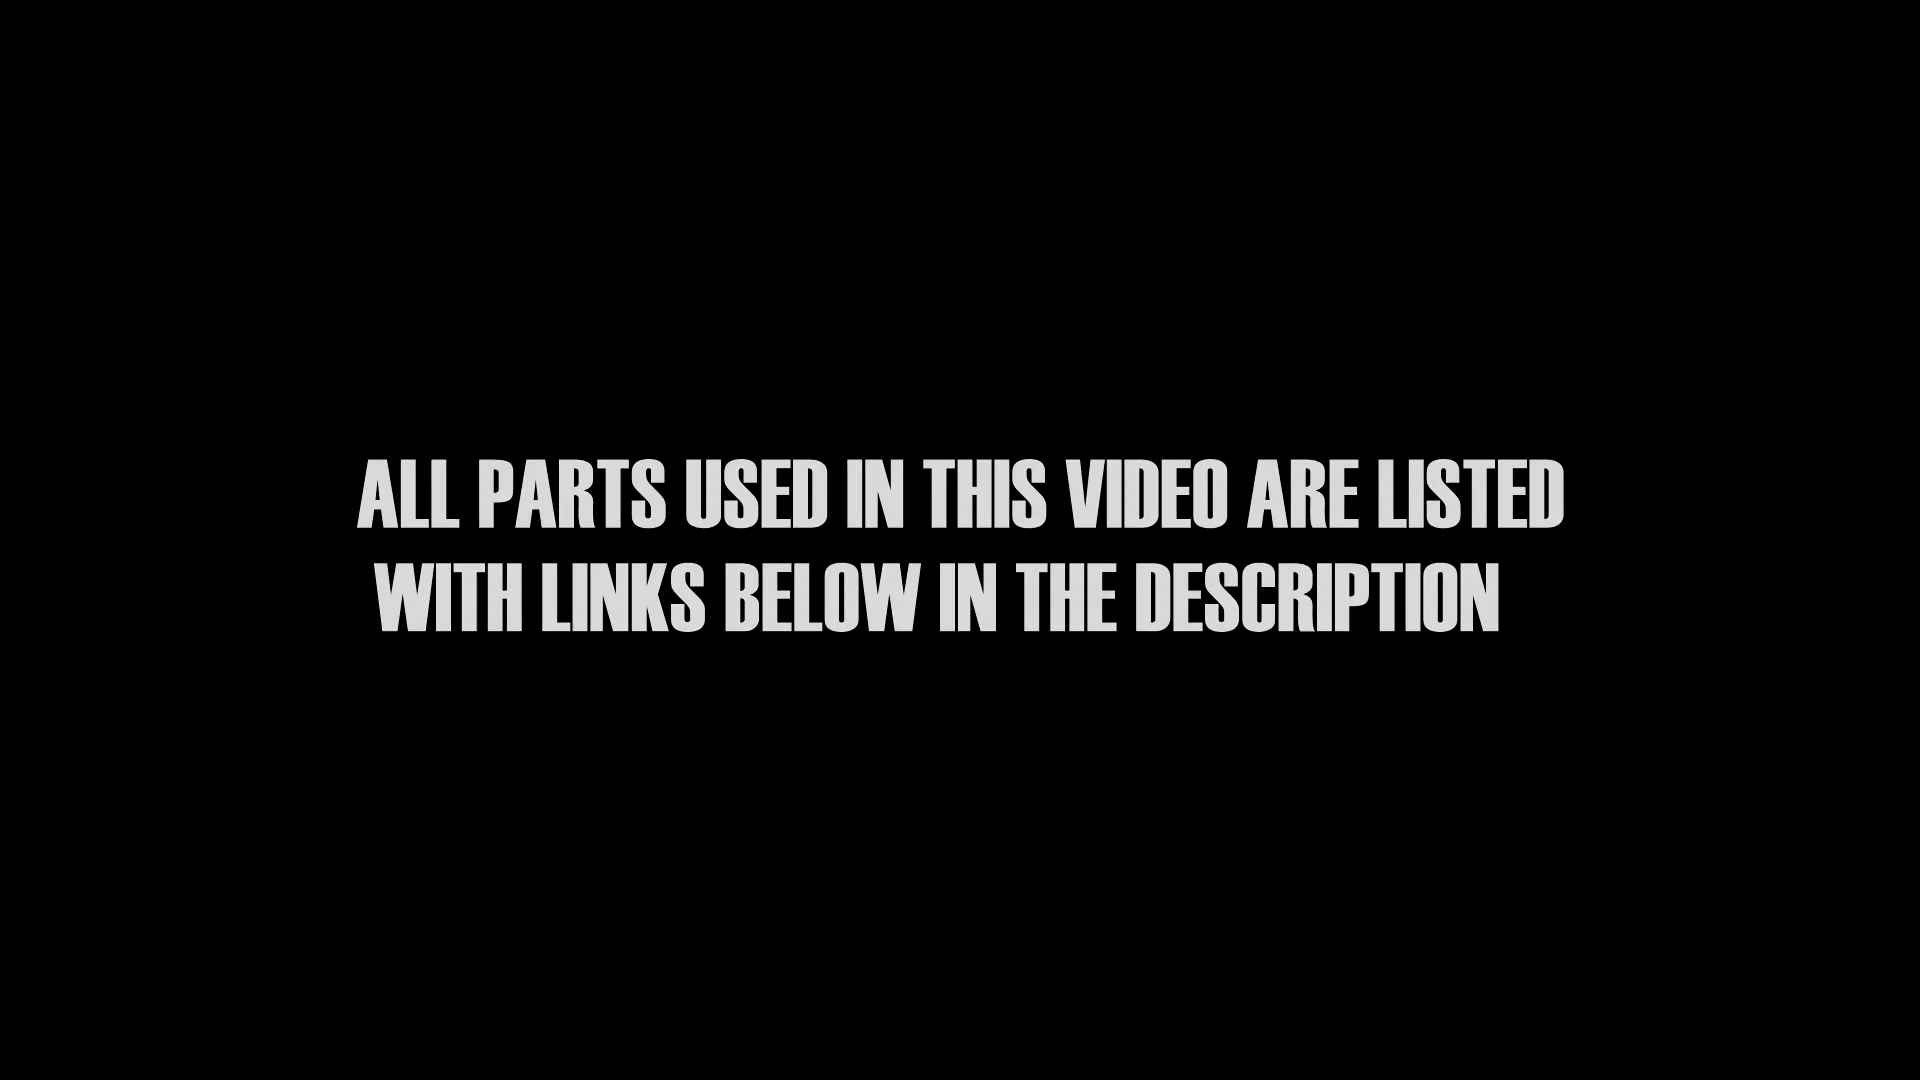 ALL PARTS USED IN THIS VIDEO ARE LISTED
WITH LINKS BELOW IN THE DESCRIPTION